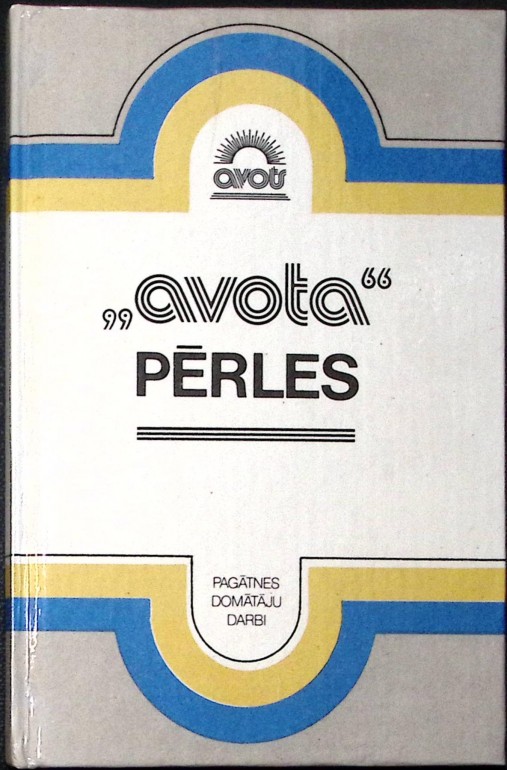 avots
„avota“
PĒRLES
PAGĀTNES
DOMĀTĀJU
DARBI